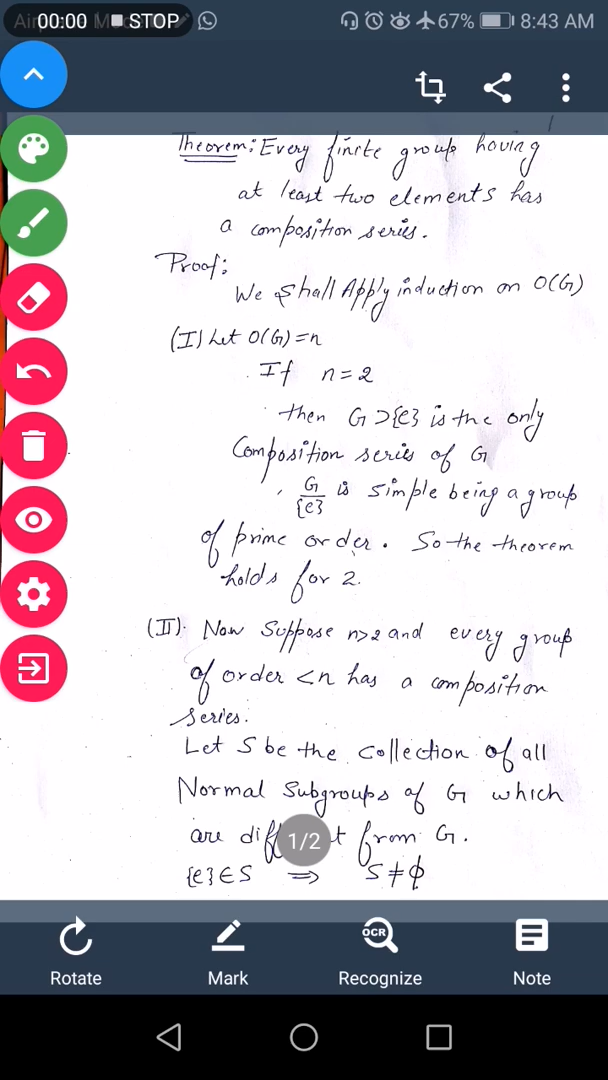 Air
00:00 M
STOP
67% 8:43 AM
Theorem: Every finite group having
at least two elements has
a composition series.
Proof:
We shall Apply induction on O(G)
(I) Let O(G) = n
If n = 2
then G ⊃ {e} is the only
Composition series of G
G/{e} is simple being a group
of prime order. So the theorem
holds for 2.
(II). Now Suppose n>2 and every group
of order <n has a composition
series.
Let S be the collection of all
Normal Subgroups of G which
are dif t from G.
1/2
{e} ∈ S ⇒ S ≠ ϕ
OCR
Rotate Mark Recognize Note